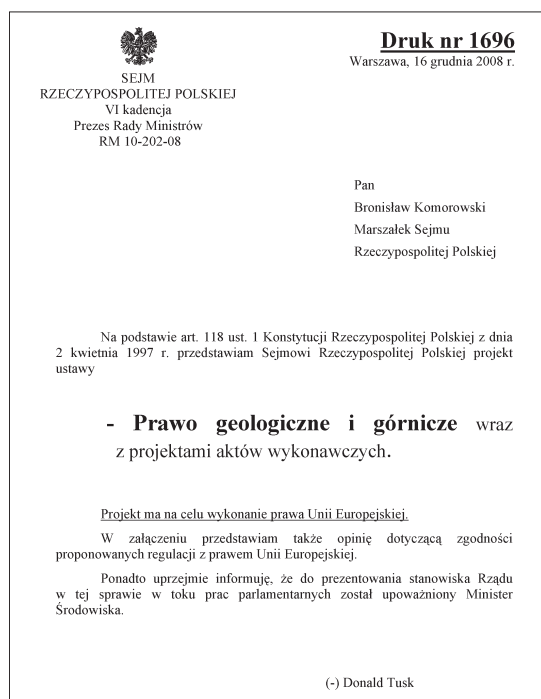 Druk nr 1696
Warszawa, 16 grudnia 2008 r.
SEJM
RZECZYPOSPOLITEJ POLSKIEJ
VI kadencja
Prezes Rady Ministrów
RM 10-202-08
Pan
Bronisław Komorowski
Marszałek Sejmu
Rzeczypospolitej Polskiej
Na podstawie art. 118 ust. 1 Konstytucji Rzeczypospolitej Polskiej z dnia
2 kwietnia 1997 r. przedstawiam Sejmowi Rzeczypospolitej Polskiej projekt
ustawy
- Prawo geologiczne i górnicze wraz
z projektami aktów wykonawczych.
Projekt ma na celu wykonanie prawa Unii Europejskiej.
W załączeniu przedstawiam także opinię dotyczącą zgodności
proponowanych regulacji z prawem Unii Europejskiej.
Ponadto uprzejmie informuję, że do prezentowania stanowiska Rządu
w tej sprawie w toku prac parlamentarnych został upoważniony Minister
Środowiska.
(-) Donald Tusk